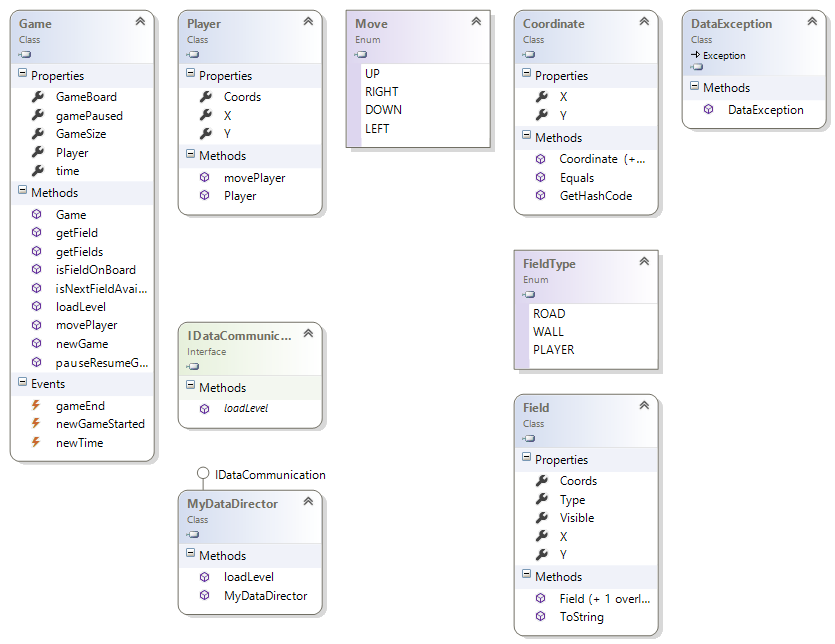 Game
Class
Properties
GameBoard
gamePaused
GameSize
Player
time
Methods
Game
getField
getFields
isFieldOnBoard
isNextFieldAvai...
loadLevel
movePlayer
newGame
pauseResumeG...
Events
gameEnd
newGameStarted
newTime
Player
Class
Properties
Coords
X
Y
Methods
movePlayer
Player
IDataCommunic...
Interface
Methods
loadLevel
IDataCommunication
MyDataDirector
Class
Methods
loadLevel
MyDataDirector
Move
Enum
UP
RIGHT
DOWN
LEFT
Coordinate
Class
Properties
X
Y
Methods
Coordinate (+...
Equals
GetHashCode
FieldType
Enum
ROAD
WALL
PLAYER
Field
Class
Properties
Coords
Type
Visible
X
Y
Methods
Field (+ 1 overl...
ToString
DataException
Class
Exception
Methods
DataException